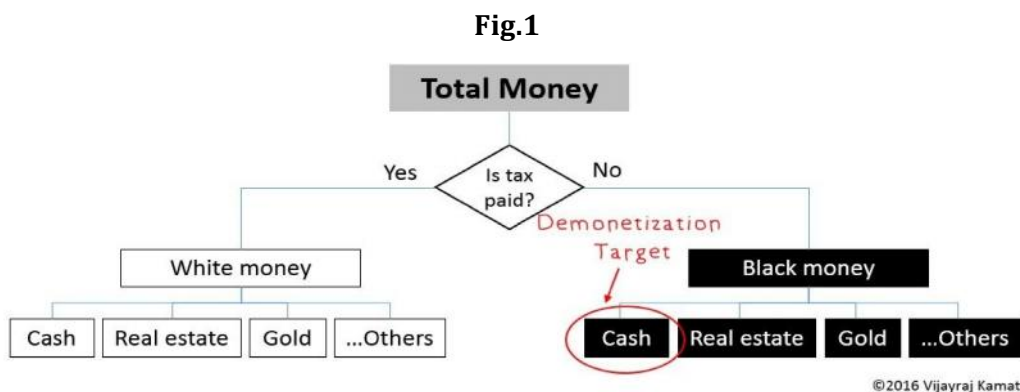 Fig.1
Total Money
Yes
Is tax
paid?
No
Demonetization
Target
White money
Black money
Cash
Real estate
Gold
...Others
Cash
Real estate
Gold
...Others
©2016 Vijayraj Kamat